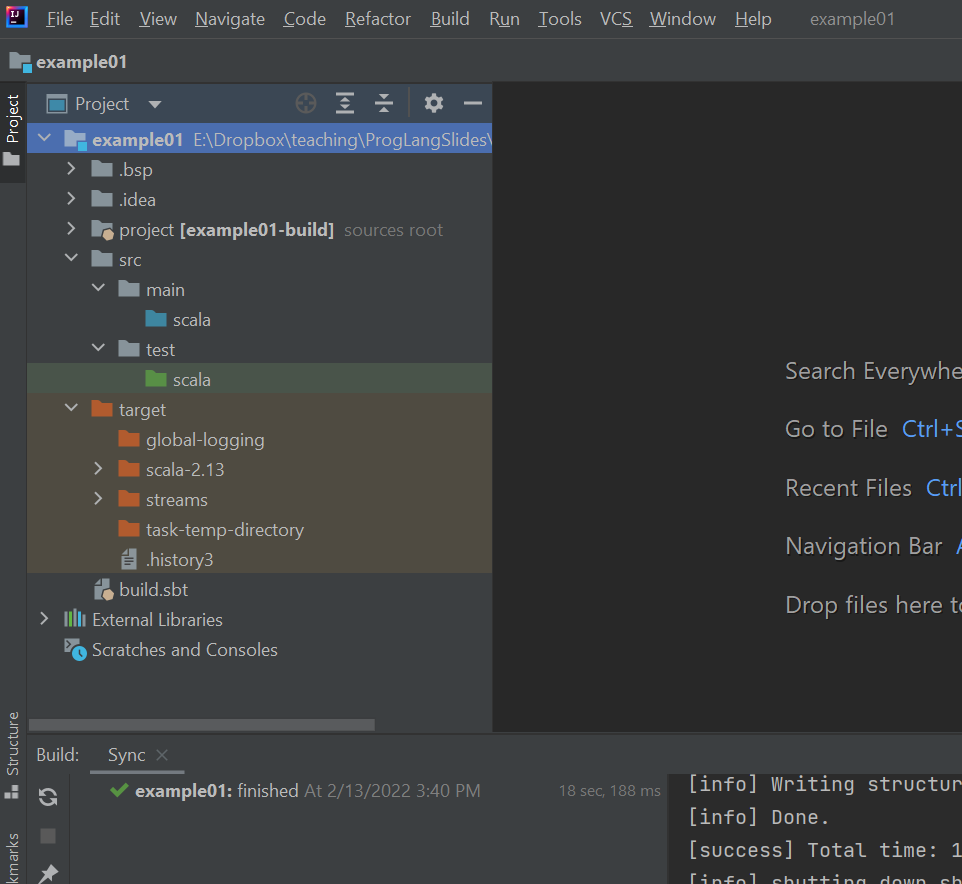 File Edit View Navigate Code Refactor Build Run Tools VCS Window Help example01
example01
Project
Project
example01 E:\Dropbox\teaching\ProgLangSlides\
.bsp
.idea
project [example01-build] sources root
src
main
scala
test
scala
target
global-logging
scala-2.13
streams
task-temp-directory
.history3
build.sbt
External Libraries
Scratches and Consoles
Search Everywhe
Go to File Ctrl+S
Recent Files Ctrl
Navigation Bar A
Drop files here to
Structure
kmarks
Build: Sync
example01: finished At 2/13/2022 3:40 PM 18 sec, 188 ms
[info] Writing structur
[info] Done.
[success] Total time: 1
[info] shutting down sh